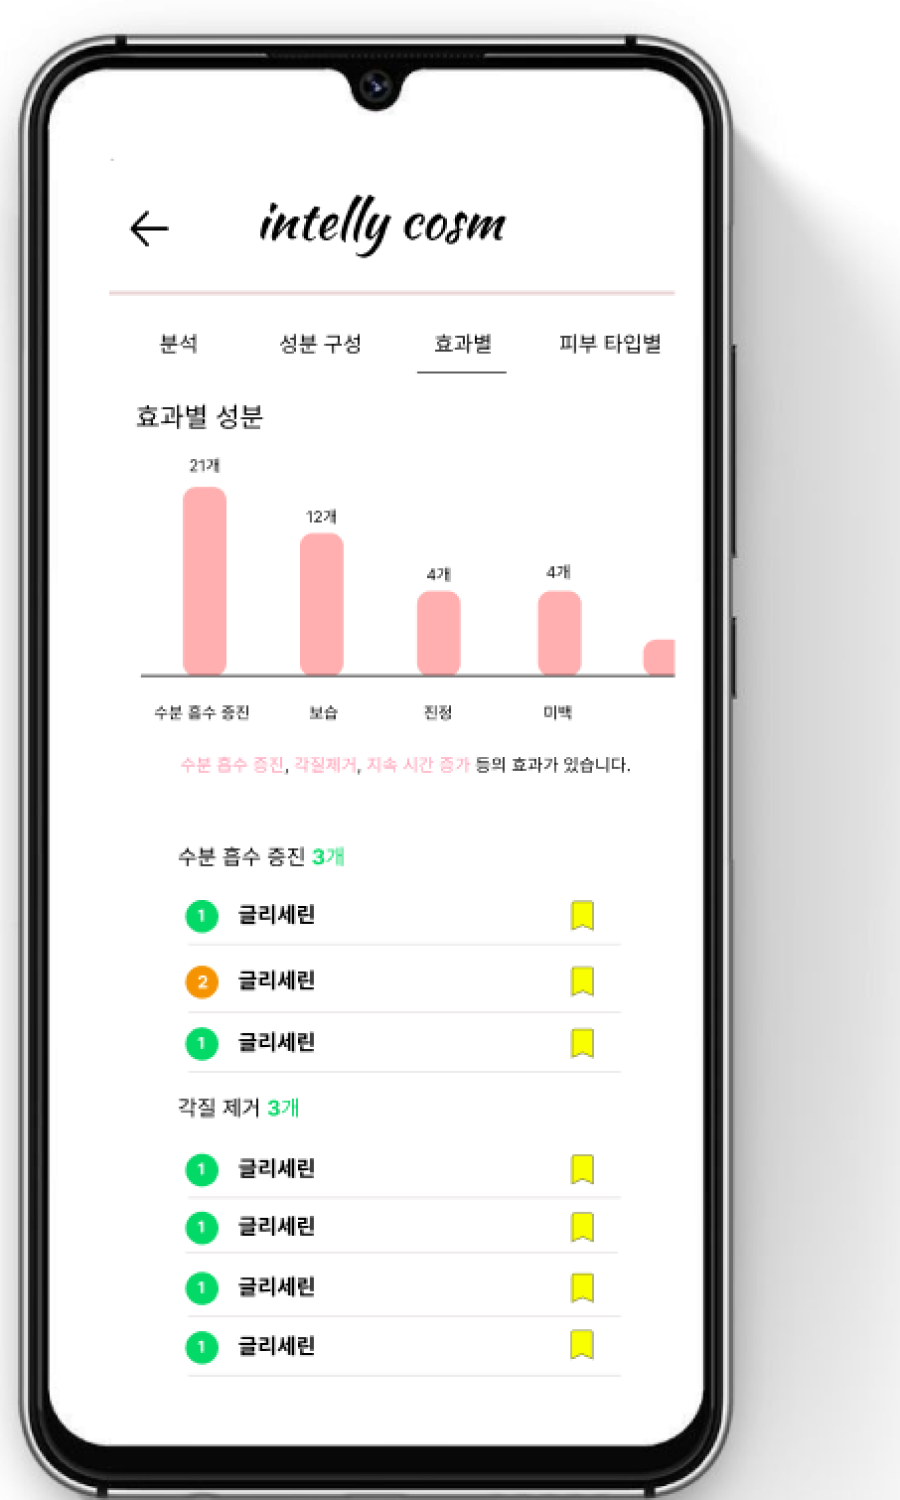 intelly cosm
분석 성분 구성 효과별 피부 타입별
효과별 성분
21개
12개
4개
4개
수분 흡수 증진 보습 진정 미백
수분 흡수 증진, 각질제거, 지속 시간 증가 등의 효과가 있습니다.
수분 흡수 증진 3개
1 글리세린
2 글리세린
1 글리세린
각질 제거 3개
1 글리세린
1 글리세린
1 글리세린
1 글리세린